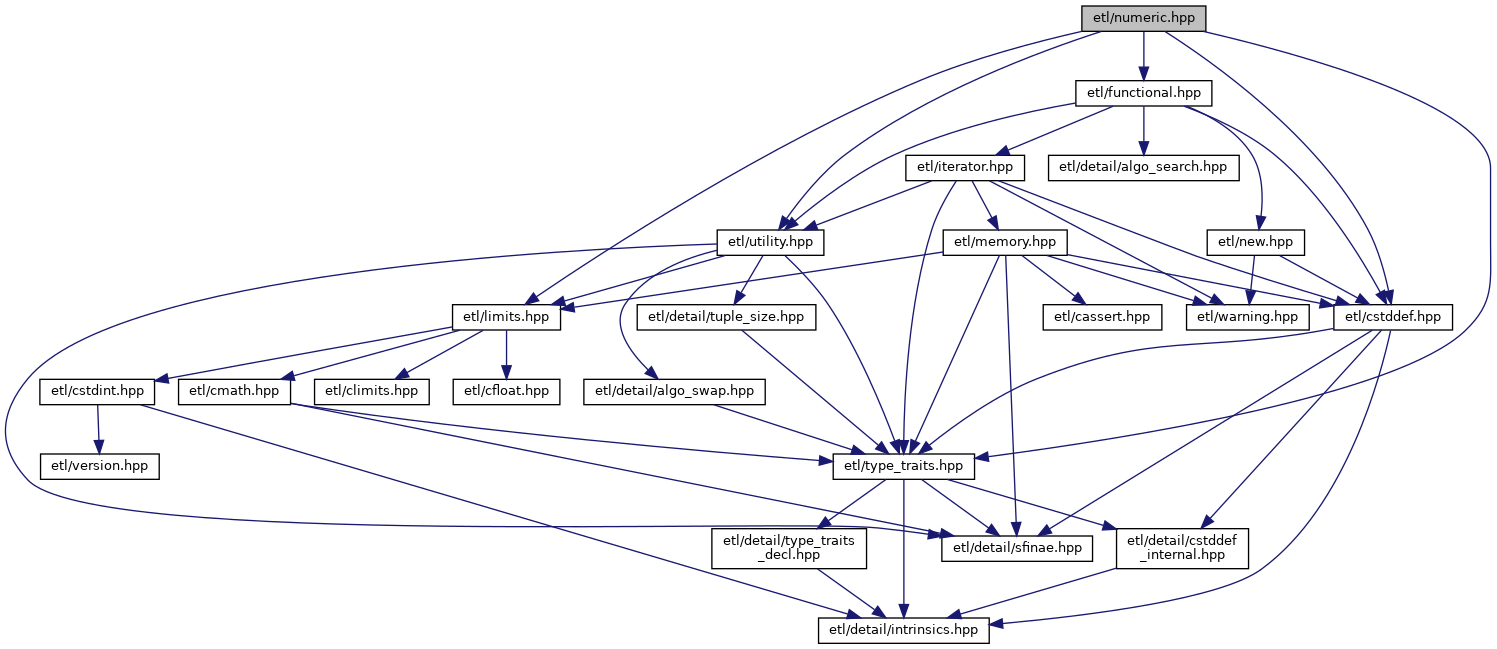 etl/numeric.hpp
etl/functional.hpp
etl/iterator.hpp
etl/detail/algo_search.hpp
etl/utility.hpp
etl/memory.hpp
etl/new.hpp
etl/limits.hpp
etl/detail/tuple_size.hpp
etl/cassert.hpp
etl/warning.hpp
etl/cstddef.hpp
etl/cstdint.hpp
etl/cmath.hpp
etl/climits.hpp
etl/cfloat.hpp
etl/detail/algo_swap.hpp
etl/version.hpp
etl/type_traits.hpp
etl/detail/type_traits
_decl.hpp
etl/detail/sfinae.hpp
etl/detail/cstddef
_internal.hpp
etl/detail/intrinsics.hpp